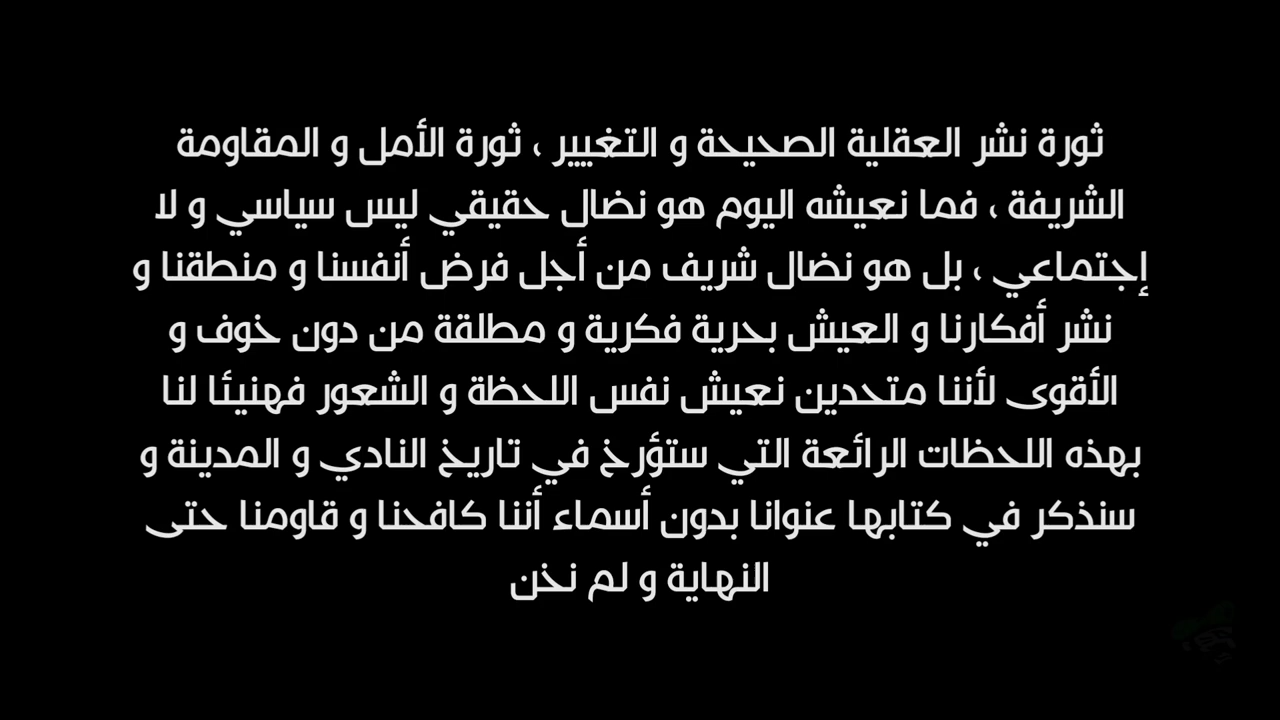 ثورة نشر العقلية الصحيحة و التغيير ، ثورة الأمل و المقاومة
الشريفة ، فما نعيشه اليوم هو نضال حقيقي ليس سياسي و لا
إجتماعي ، بل هو نضال شريف من أجل فرض أنفسنا و منطقنا و
نشر أفكارنا و العيش بحرية فكرية و مطلقة من دون خوف و
الأقوى لأننا متحدين نعيش نفس اللحظة و الشعور فهنيئا لنا
بهذه اللحظات الرائعة التي ستؤرخ في تاريخ النادي و المدينة و
سنذكر في كتابها عنوانا بدون أسماء أننا كافحنا و قاومنا حتى
النهاية و لم نخن